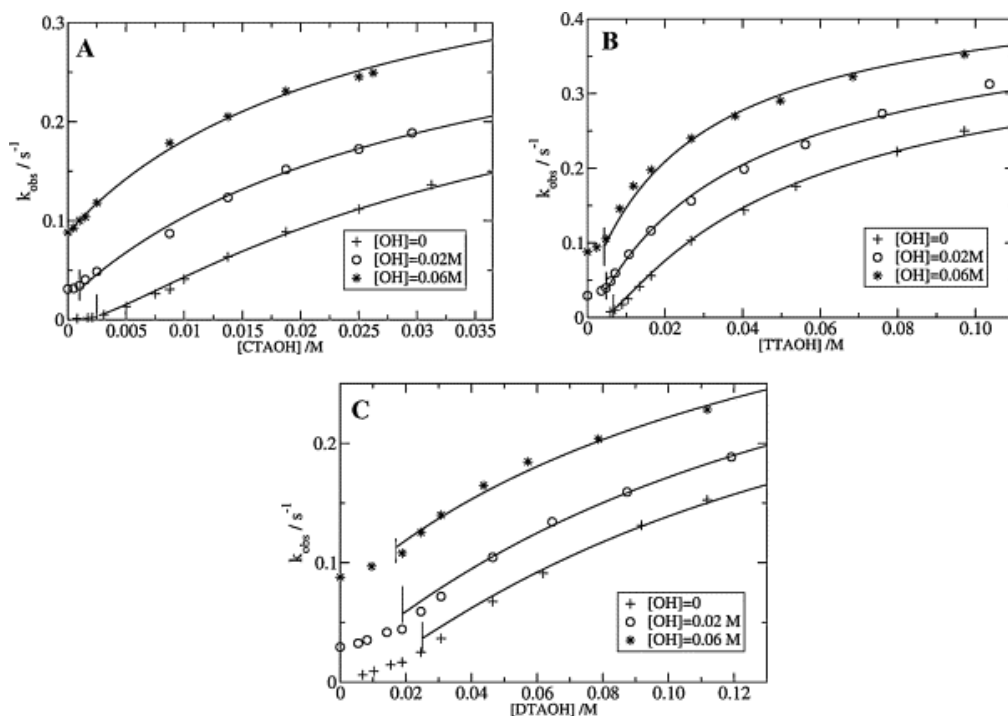 A
k_obs / s^-1
0.3
0.2
0.1
0
0 0.005 0.01 0.015 0.02 0.025 0.03 0.035
[CTAOH] /M
[OH]=0
[OH]=0.02M
[OH]=0.06M
B
k_obs / s^-1
0.4
0.3
0.2
0.1
0
0 0.02 0.04 0.06 0.08 0.1
[TTAOH] /M
[OH]=0
[OH]=0.02M
[OH]=0.06M
C
k_obs / s^-1
0.2
0.1
0
0 0.02 0.04 0.06 0.08 0.1 0.12
[DTAOH] /M
[OH]=0
[OH]=0.02 M
[OH]=0.06 M